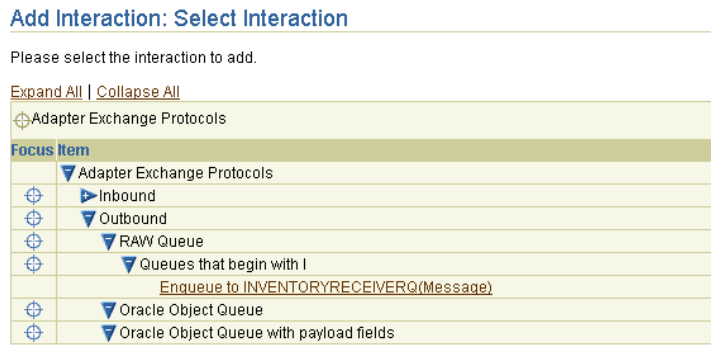 Add Interaction: Select Interaction
Please select the interaction to add.
Expand All | Collapse All
Adapter Exchange Protocols
Focus Item
Adapter Exchange Protocols
Inbound
Outbound
RAW Queue
Queues that begin with I
Enqueue to INVENTORYRECEIVERQ(Message)
Oracle Object Queue
Oracle Object Queue with payload fields